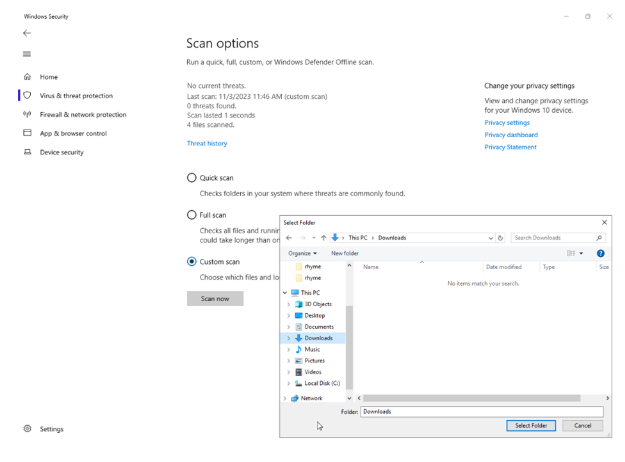 Windows Security
Scan options
Run a quick, full, custom, or Windows Defender Offline scan.
Home
Virus & threat protection
Firewall & network protection
App & browser control
Device security
Settings
No current threats.
Last scan: 11/3/2023 11:46 AM (custom scan)
0 threats found.
Scan lasted 1 seconds
4 files scanned.
Threat history
Change your privacy settings
View and change privacy settings
for your Windows 10 device.
Privacy settings
Privacy dashboard
Privacy Statement
Quick scan
Checks folders in your system where threats are commonly found.
Full scan
Checks all files and runnin
could take longer than on
Custom scan
Choose which files and lo
Scan now
Select Folder
This PC > Downloads
Search Downloads
Organize
New folder
rhyme
rhyme
This PC
3D Objects
Desktop
Documents
Downloads
Music
Pictures
Videos
Local Disk (C:)
Network
Name
Date modified
Type
Size
No items match your search.
Folder: Downloads
Select Folder
Cancel